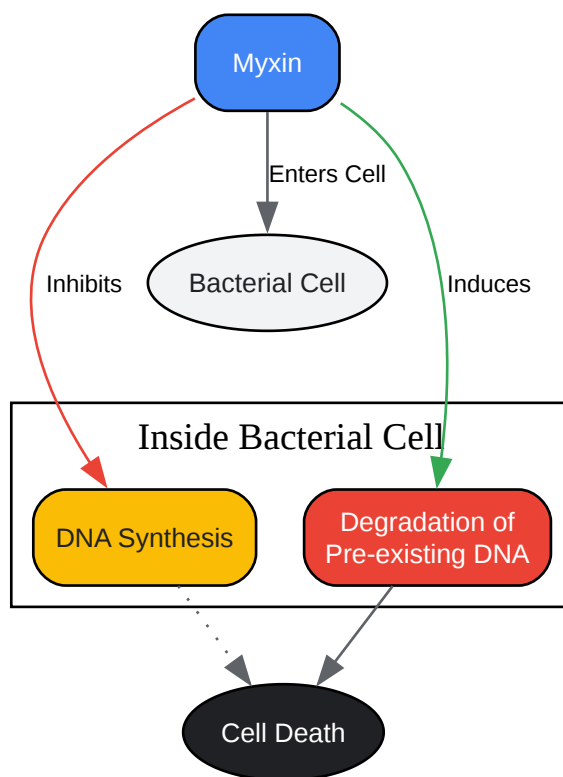 Myxin
Enters Cell
Inhibits
Bacterial Cell
Induces
Inside Bacterial Cell
DNA Synthesis
Degradation of
Pre-existing DNA
Cell Death